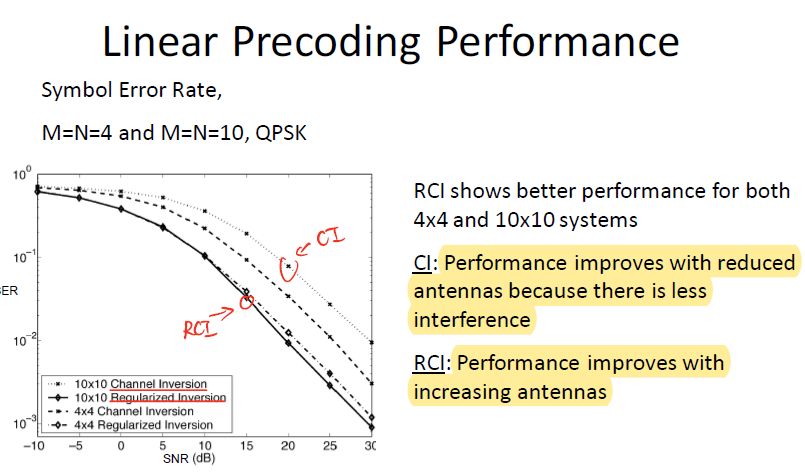 Linear Precoding Performance
Symbol Error Rate,
M=N=4 and M=N=10, QPSK
10⁰
10⁻¹
10⁻²
10⁻³
SER
CI
RCI
10x10 Channel Inversion
10x10 Regularized Inversion
4x4 Channel Inversion
4x4 Regularized Inversion
-10 -5 0 5 10 15 20 25 30
SNR (dB)
RCI shows better performance for both
4x4 and 10x10 systems
CI: Performance improves with reduced
antennas because there is less
interference
RCI: Performance improves with
increasing antennas